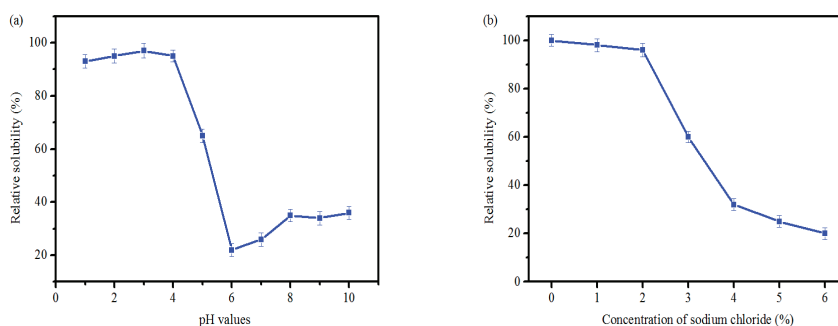 (a)
100
80
60
40
20
Relative solubility (%)
0 2 4 6 8 10
pH values
(b)
100
80
60
40
20
0
Relative solubility (%)
0 1 2 3 4 5 6
Concentration of sodium chloride (%)